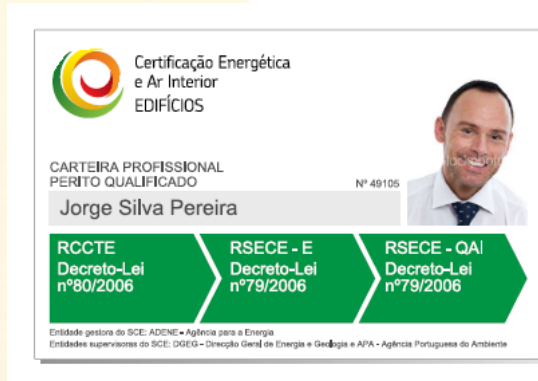 Certificação Energética
e Ar Interior
EDIFÍCIOS
CARTEIRA PROFISSIONAL
PERITO QUALIFICADO
Nº 49105
Jorge Silva Pereira
RCCTE
Decreto-Lei
nº80/2006
RSECE - E
Decreto-Lei
nº79/2006
RSECE - QAI
Decreto-Lei
nº79/2006
Entidade gestora do SCE: ADENE – Agência para a Energia
Entidades supervisoras do SCE: DGEG – Direcção Geral de Energia e Geologia e APA - Agência Portuguesa do Ambiente